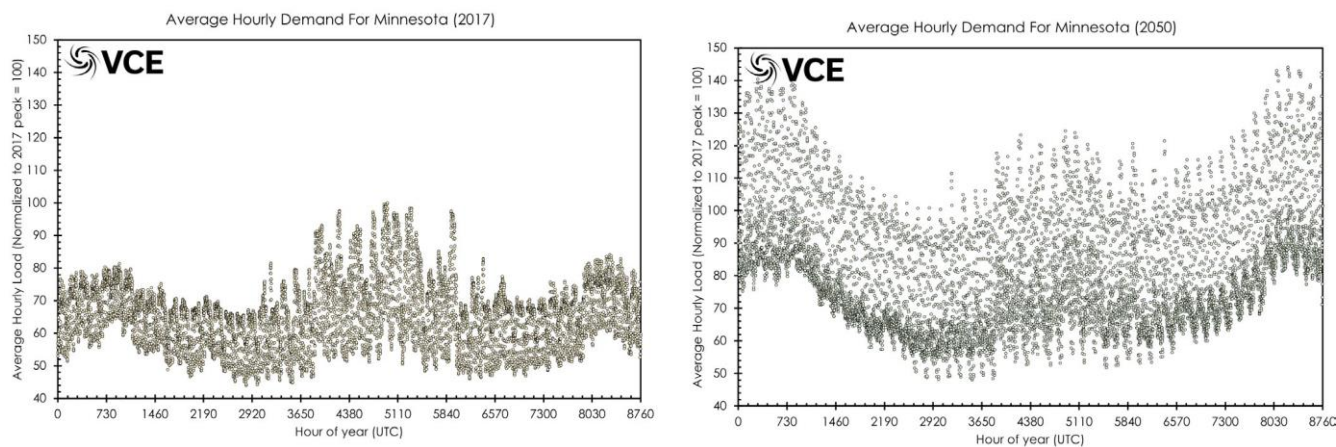 Average Hourly Demand For Minnesota (2017)
VCE
Average Hourly Load (Normalized to 2017 peak = 100)
150
140
130
120
110
100
90
80
70
60
50
40
0 730 1460 2190 2920 3650 4380 5110 5840 6570 7300 8030 8760
Hour of year (UTC)
Average Hourly Demand For Minnesota (2050)
VCE
Average Hourly Load (Normalized to 2017 peak = 100)
150
140
130
120
110
100
90
80
70
60
50
40
0 730 1460 2190 2920 3650 4380 5110 5840 6570 7300 8030 8760
Hour of year (UTC)